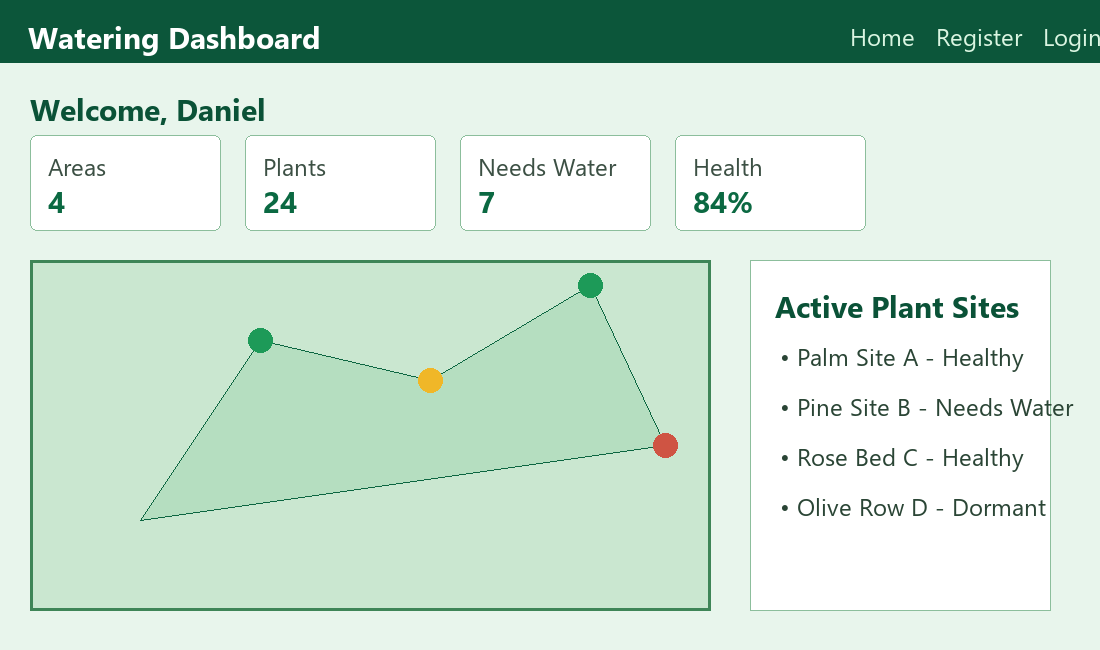 Watering Dashboard Home Register Login
Welcome, Daniel
Areas Plants Needs Water Health
4 24 7 84%
Active Plant Sites
• Palm Site A - Healthy
• Pine Site B - Needs Water
• Rose Bed C - Healthy
• Olive Row D - Dormant